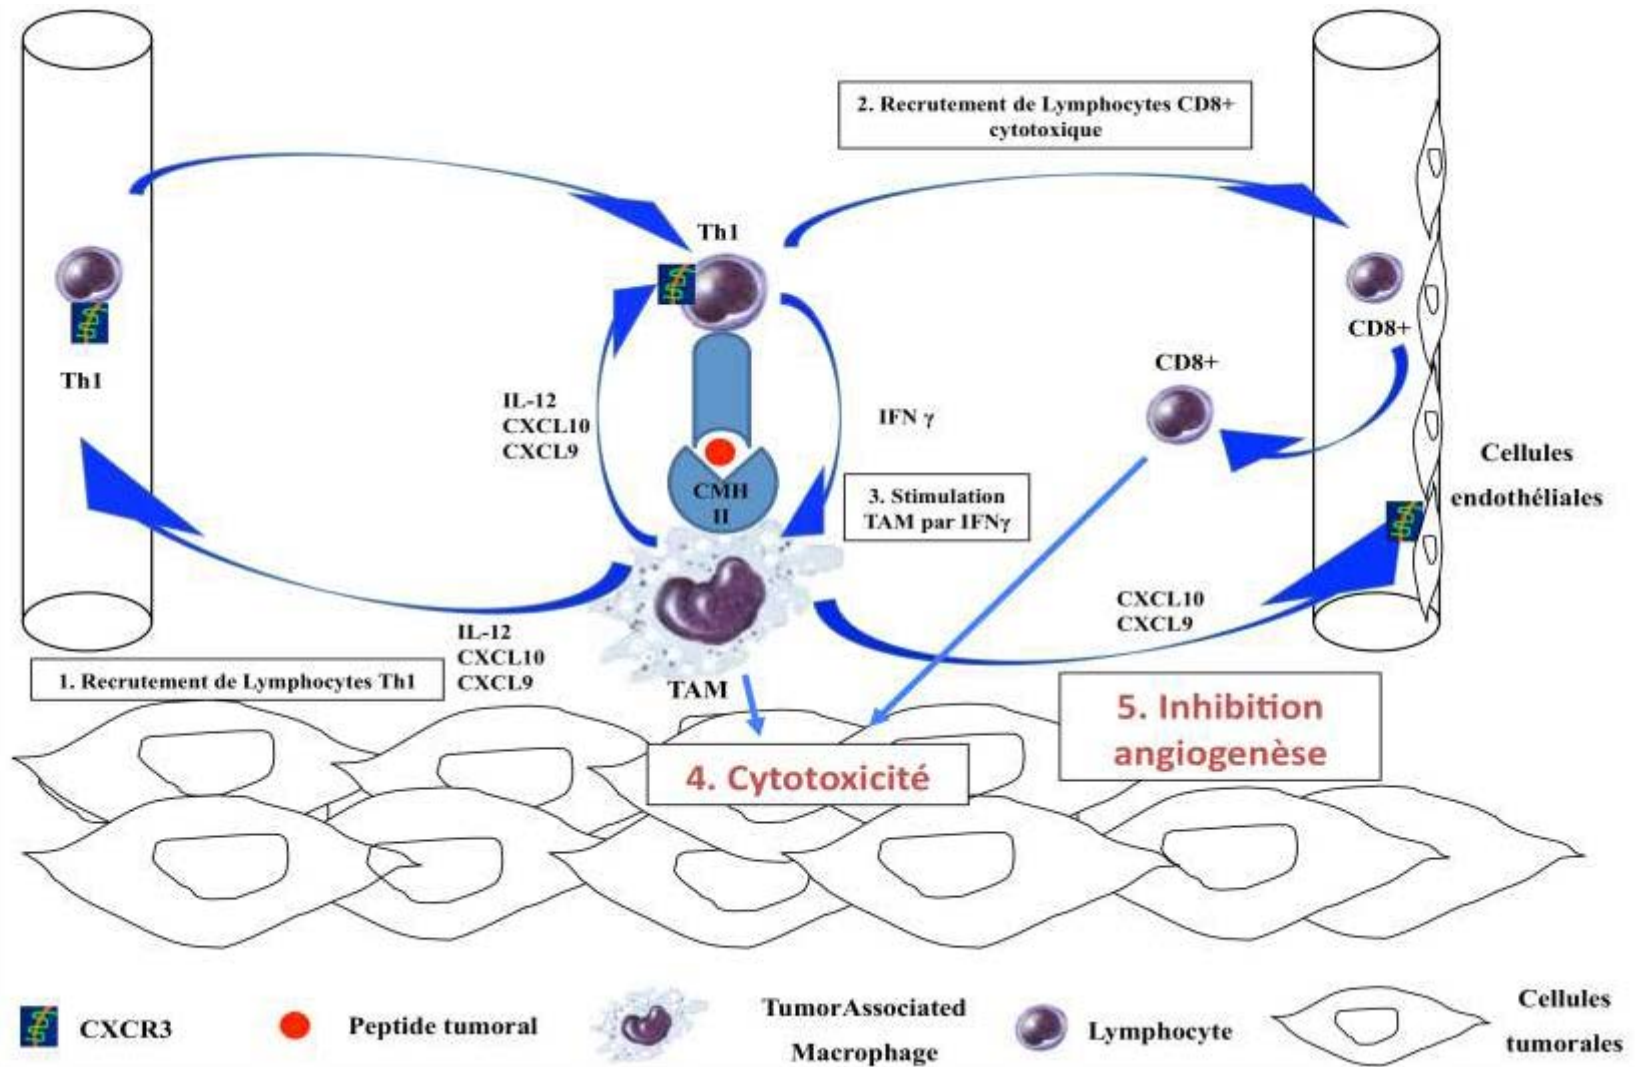 2. Recrutement de Lymphocytes CD8+
cytotoxique
Th1
Th1
CD8+
CD8+
IL-12
CXCL10
CXCL9
IFN γ
CMH
II
3. Stimulation
TAM par IFNγ
Cellules
endothéliales
CXCL10
CXCL9
IL-12
CXCL10
CXCL9
1. Recrutement de Lymphocytes Th1
TAM
5. Inhibition
angiogenèse
4. Cytotoxicité
CXCR3
Peptide tumoral
TumorAssociated
Macrophage
Lymphocyte
Cellules
tumorales